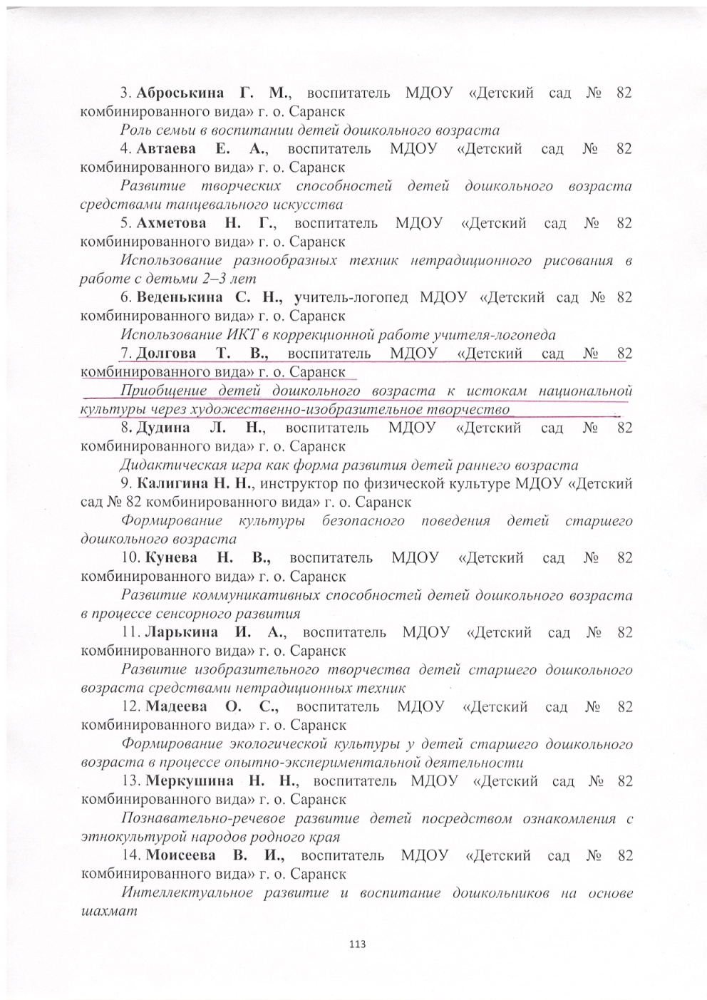 3. Аброськина Г. М., воспитатель МДОУ «Детский сад № 82
комбинированного вида» г. о. Саранск
Роль семьи в воспитании детей дошкольного возраста
4. Автаева Е. А., воспитатель МДОУ «Детский сад № 82
комбинированного вида» г. о. Саранск
Развитие творческих способностей детей дошкольного возраста
средствами танцевального искусства
5. Ахметова Н. Г., воспитатель МДОУ «Детский сад № 82
комбинированного вида» г. о. Саранск
Использование разнообразных техник нетрадиционного рисования в
работе с детьми 2–3 лет
6. Веденькина С. Н., учитель-логопед МДОУ «Детский сад № 82
комбинированного вида» г. о. Саранск
Использование ИКТ в коррекционной работе учителя-логопеда
7. Долгова Т. В., воспитатель МДОУ «Детский сад № 82
комбинированного вида» г. о. Саранск
Приобщение детей дошкольного возраста к истокам национальной
культуры через художественно-изобразительное творчество
8. Дудина Л. Н., воспитатель МДОУ «Детский сад № 82
комбинированного вида» г. о. Саранск
Дидактическая игра как форма развития детей раннего возраста
9. Калигина Н. Н., инструктор по физической культуре МДОУ «Детский
сад № 82 комбинированного вида» г. о. Саранск
Формирование культуры безопасного поведения детей старшего
дошкольного возраста
10. Кунева Н. В., воспитатель МДОУ «Детский сад № 82
комбинированного вида» г. о. Саранск
Развитие коммуникативных способностей детей дошкольного возраста
в процессе сенсорного развития
11. Ларькина И. А., воспитатель МДОУ «Детский сад № 82
комбинированного вида» г. о. Саранск
Развитие изобразительного творчества детей старшего дошкольного
возраста средствами нетрадиционных техник
12. Мадеева О. С., воспитатель МДОУ «Детский сад № 82
комбинированного вида» г. о. Саранск
Формирование экологической культуры у детей старшего дошкольного
возраста в процессе опытно-экспериментальной деятельности
13. Меркушина Н. Н., воспитатель МДОУ «Детский сад № 82
комбинированного вида» г. о. Саранск
Познавательно-речевое развитие детей посредством ознакомления с
этнокультурой народов родного края
14. Моисеева В. И., воспитатель МДОУ «Детский сад № 82
комбинированного вида» г. о. Саранск
Интеллектуальное развитие и воспитание дошкольников на основе
шахмат
113